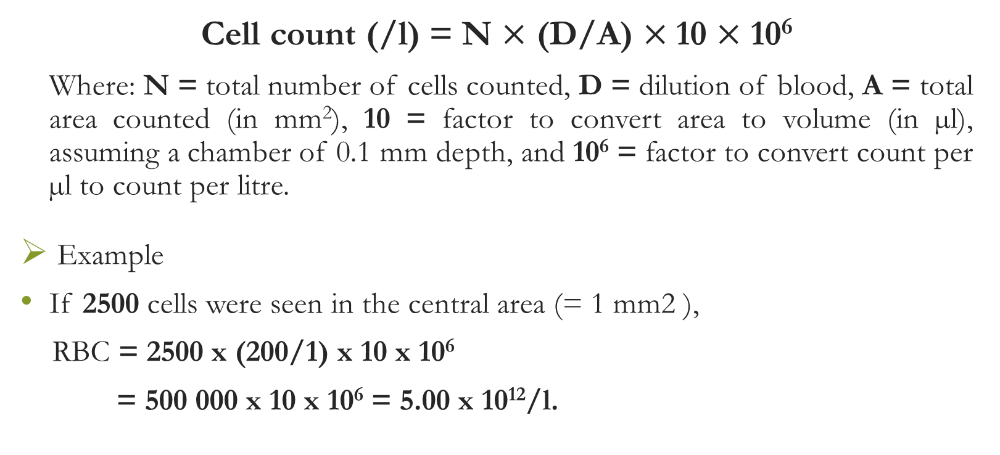 Cell count (/l) = N × (D/A) × 10 × 10⁶
Where: N = total number of cells counted, D = dilution of blood, A = total
area counted (in mm²), 10 = factor to convert area to volume (in µl),
assuming a chamber of 0.1 mm depth, and 10⁶ = factor to convert count per
µl to count per litre.
➢ Example
• If 2500 cells were seen in the central area (= 1 mm2 ),
RBC = 2500 x (200/1) x 10 x 10⁶
= 500 000 x 10 x 10⁶ = 5.00 x 10¹²/l.